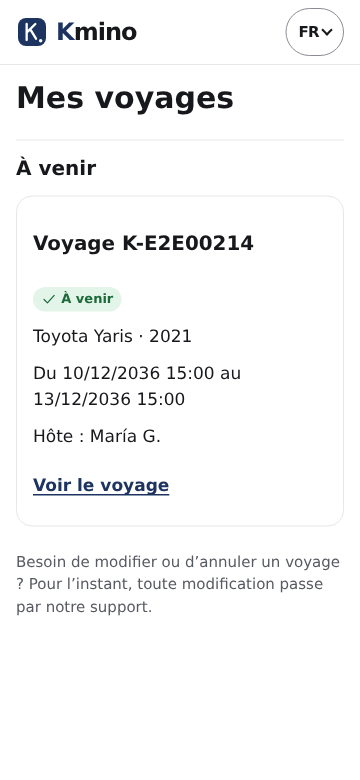 K. Kmino
FR
Mes voyages
À venir
Voyage K-E2E00214
À venir
Toyota Yaris · 2021
Du 10/12/2036 15:00 au
13/12/2036 15:00
Hôte : María G.
Voir le voyage
Besoin de modifier ou d’annuler un voyage
? Pour l’instant, toute modification passe
par notre support.